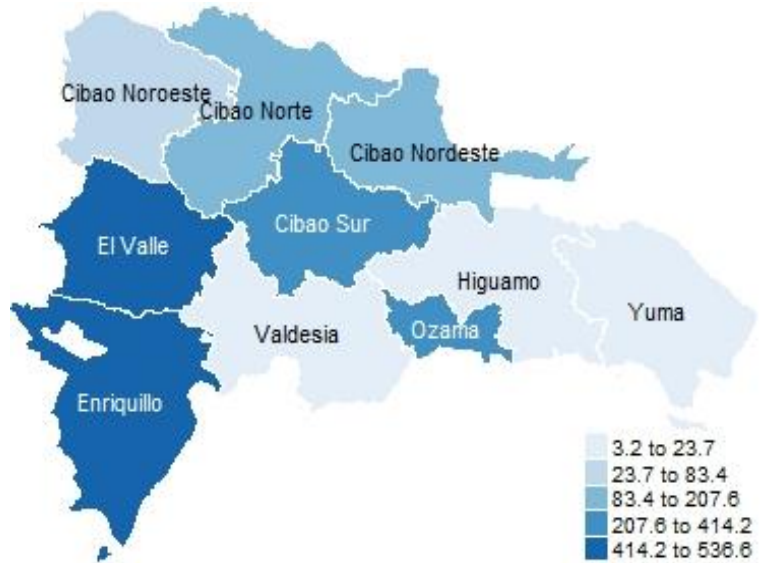 Cibao Noroeste
Cibao Norte
Cibao Nordeste
Cibao Sur
El Valle
Higuamo
Yuma
Valdesia
Ozama
Enriquillo
3.2 to 23.7
23.7 to 83.4
83.4 to 207.6
207.6 to 414.2
414.2 to 536.6